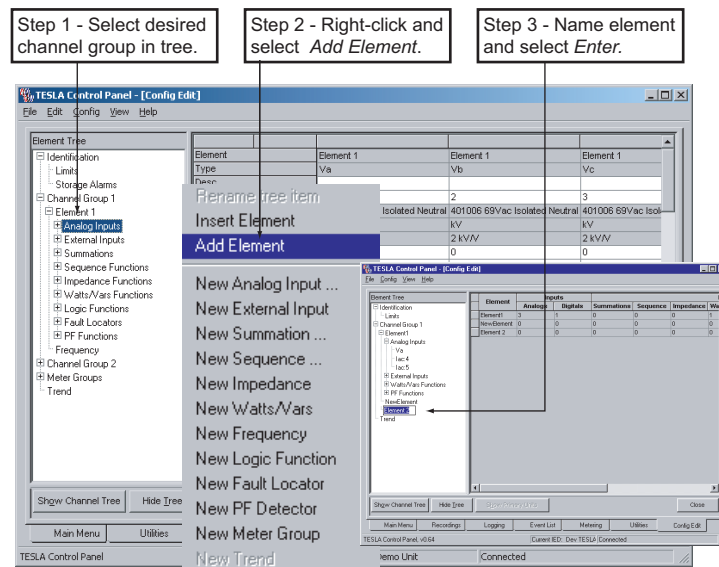 Step 1 - Select desired
channel group in tree.
Step 2 - Right-click and
select Add Element.
Step 3 - Name element
and select Enter.
TESLA Control Panel - [Config Edit]
File Edit Config View Help
Element Tree
Identification
Limits
Storage Alarms
Channel Group 1
Element 1
Analog Inputs
External Inputs
Summations
Sequence Functions
Impedance Functions
Watts/Vars Functions
Logic Functions
Fault Locators
PF Functions
Frequency
Channel Group 2
Meter Groups
Trend
Show Channel Tree Hide Tree
Main Menu Utilities
TESLA Control Panel
Element Element 1 Element 1 Element 1
Type Va Vb Vc
Desc
2 3
Isolated Neutral 401006 69Vac Isolated Neutral 401006 69Vac Isol
kV kV
2 kV/V 2 kV/V
0 0
Rename tree item
Insert Element
Add Element
New Analog Input ...
New External Input
New Summation ...
New Sequence ...
New Impedance
New Watts/Vars
New Frequency
New Logic Function
New Fault Locator
New PF Detector
New Meter Group
New Trend
Demo Unit Connected
TESLA Control Panel - [Config Edit]
File Config View Help
Element Tree
Identification
Limits
Channel Group 1
Element1
Analog Inputs
Va
Iac:4
Iac:5
External Inputs
Watts/Vars Functions
PF Functions
NewElement
Element 2
Trend
Inputs
Element Analogs Digitals Summations Sequence Impedance Wa
Element1 3 1 0 0 0 1
NewElement 0 0 0 0 0 0
Element 2 0 0 0 0 0 0
Show Channel Tree Hide Tree Close
Main Menu Recordings Logging Event List Metering Utilities Config Edit
TESLA Control Panel, v0.64 Current IED: Dev TESLA Connected